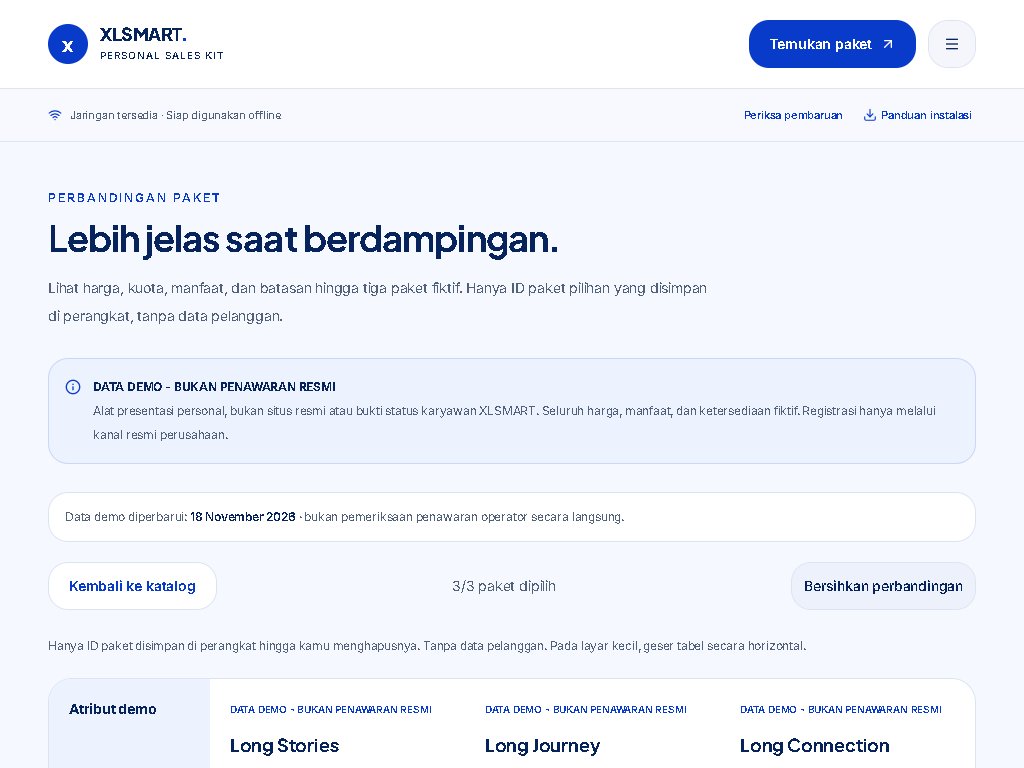 x
XLSMART.
PERSONAL SALES KIT
Temukan paket
Jaringan tersedia · Siap digunakan offline
Periksa pembaruan
Panduan instalasi
PERBANDINGAN PAKET
Lebih jelas saat berdampingan.
Lihat harga, kuota, manfaat, dan batasan hingga tiga paket fiktif. Hanya ID paket pilihan yang disimpan
di perangkat, tanpa data pelanggan.
DATA DEMO - BUKAN PENAWARAN RESMI
Alat presentasi personal, bukan situs resmi atau bukti status karyawan XLSMART. Seluruh harga, manfaat, dan ketersediaan fiktif. Registrasi hanya melalui
kanal resmi perusahaan.
Data demo diperbarui: 18 November 2026 · bukan pemeriksaan penawaran operator secara langsung.
Kembali ke katalog
3/3 paket dipilih
Bersihkan perbandingan
Hanya ID paket disimpan di perangkat hingga kamu menghapusnya. Tanpa data pelanggan. Pada layar kecil, geser tabel secara horizontal.
Atribut demo
DATA DEMO - BUKAN PENAWARAN RESMI
DATA DEMO - BUKAN PENAWARAN RESMI
DATA DEMO - BUKAN PENAWARAN RESMI
Long Stories
Long Journey
Long Connection